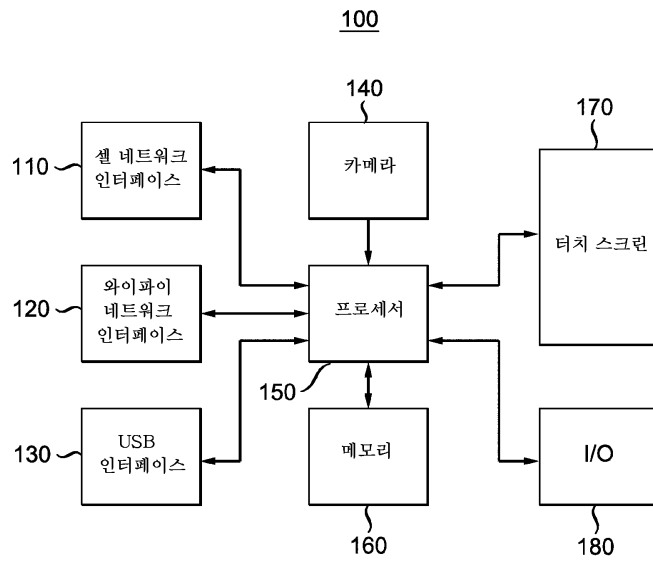 100
140
170
110
셀 네트워크
인터페이스
카메라
터치 스크린
120
와이파이
네트워크
인터페이스
프로세서
150
130
USB
인터페이스
메모리
I/O
160
180